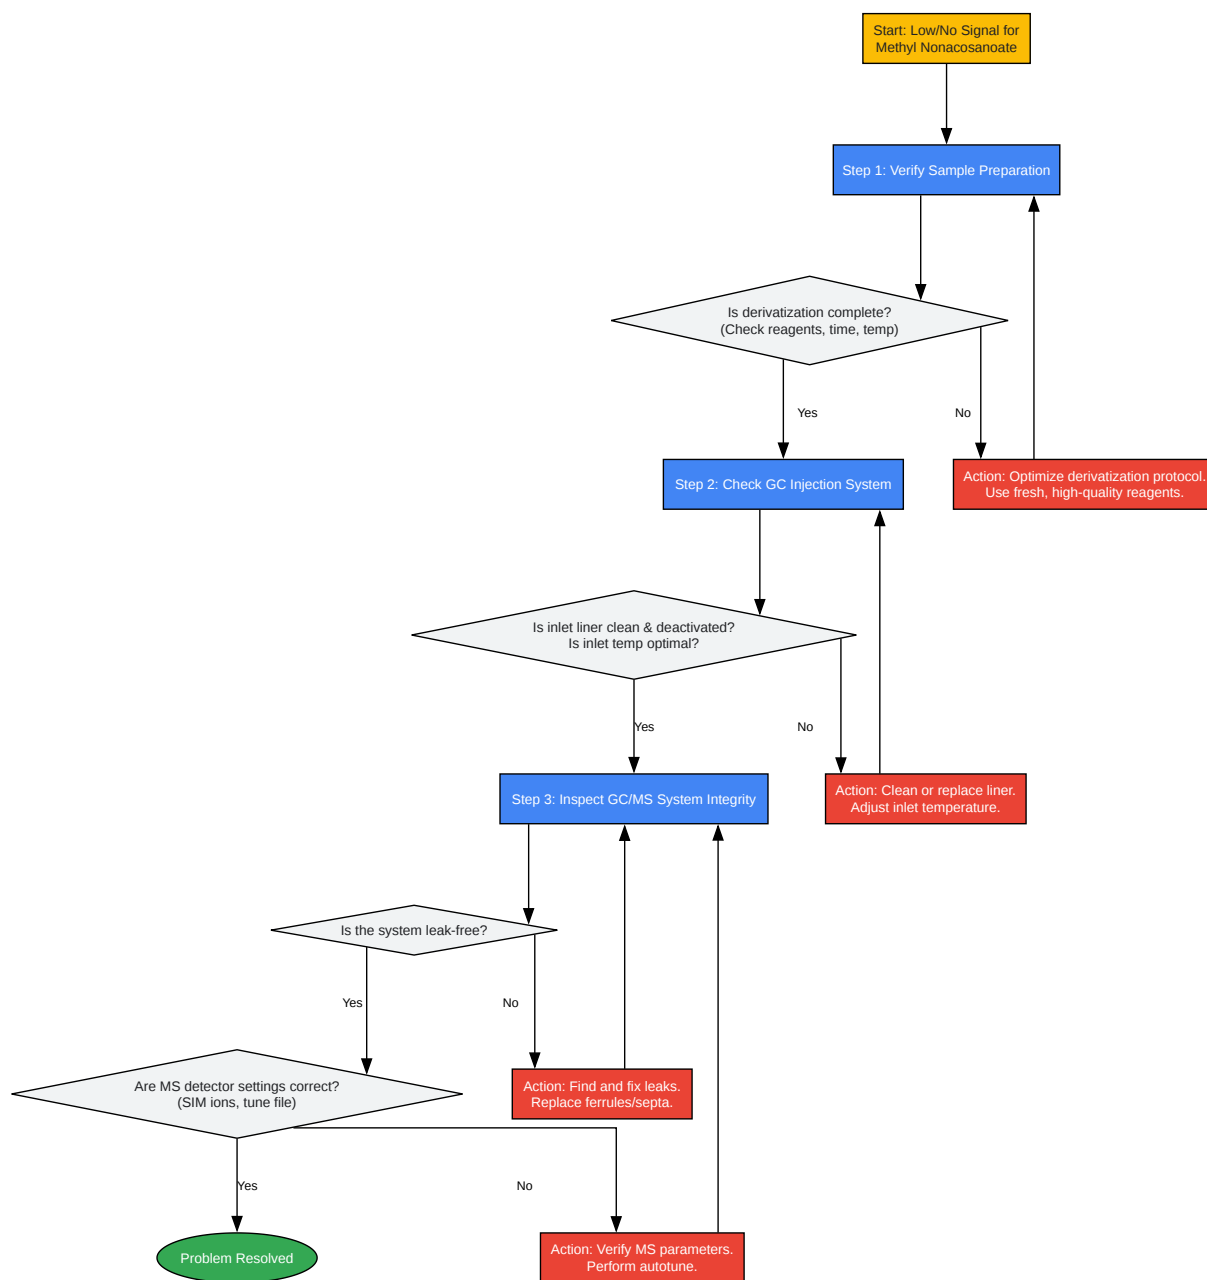 Start: Low/No Signal for
Methyl Nonacosanoate
Step 1: Verify Sample Preparation
Is derivatization complete?
(Check reagents, time, temp)
Yes
No
Step 2: Check GC Injection System
Action: Optimize derivatization protocol.
Use fresh, high-quality reagents.
Is inlet liner clean & deactivated?
Is inlet temp optimal?
Yes
No
Step 3: Inspect GC/MS System Integrity
Action: Clean or replace liner.
Adjust inlet temperature.
Is the system leak-free?
Yes
No
Are MS detector settings correct?
(SIM ions, tune file)
Action: Find and fix leaks.
Replace ferrules/septa.
Yes
No
Problem Resolved
Action: Verify MS parameters.
Perform autotune.